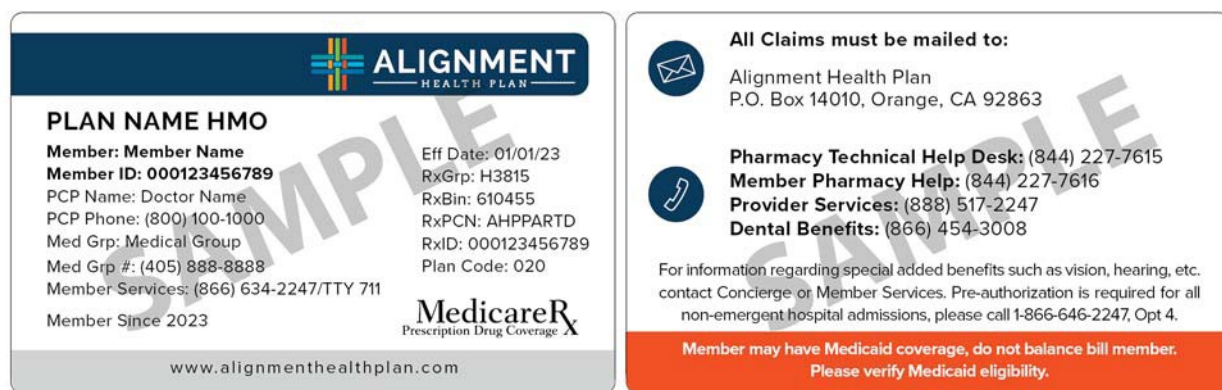 ALIGNMENT
HEALTH PLAN
PLAN NAME HMO
Member: Member Name
Member ID: 000123456789
PCP Name: Doctor Name
PCP Phone: (800) 100-1000
Med Grp: Medical Group
Med Grp #: (405) 888-8888
Member Services: (866) 634-2247/TTY 711
Member Since 2023
Eff Date: 01/01/23
RxGrp: H3815
RxBin: 610455
RxPCN: AHPPARTD
RxID: 000123456789
Plan Code: 020
MedicareRx
Prescription Drug Coverage
www.alignmenthealthplan.com
SAMPLE
All Claims must be mailed to:
Alignment Health Plan
P.O. Box 14010, Orange, CA 92863
Pharmacy Technical Help Desk: (844) 227-7615
Member Pharmacy Help: (844) 227-7616
Provider Services: (888) 517-2247
Dental Benefits: (866) 454-3008
For information regarding special added benefits such as vision, hearing, etc.
contact Concierge or Member Services. Pre-authorization is required for all
non-emergent hospital admissions, please call 1-866-646-2247, Opt 4.
Member may have Medicaid coverage, do not balance bill member.
Please verify Medicaid eligibility.
SAMPLE